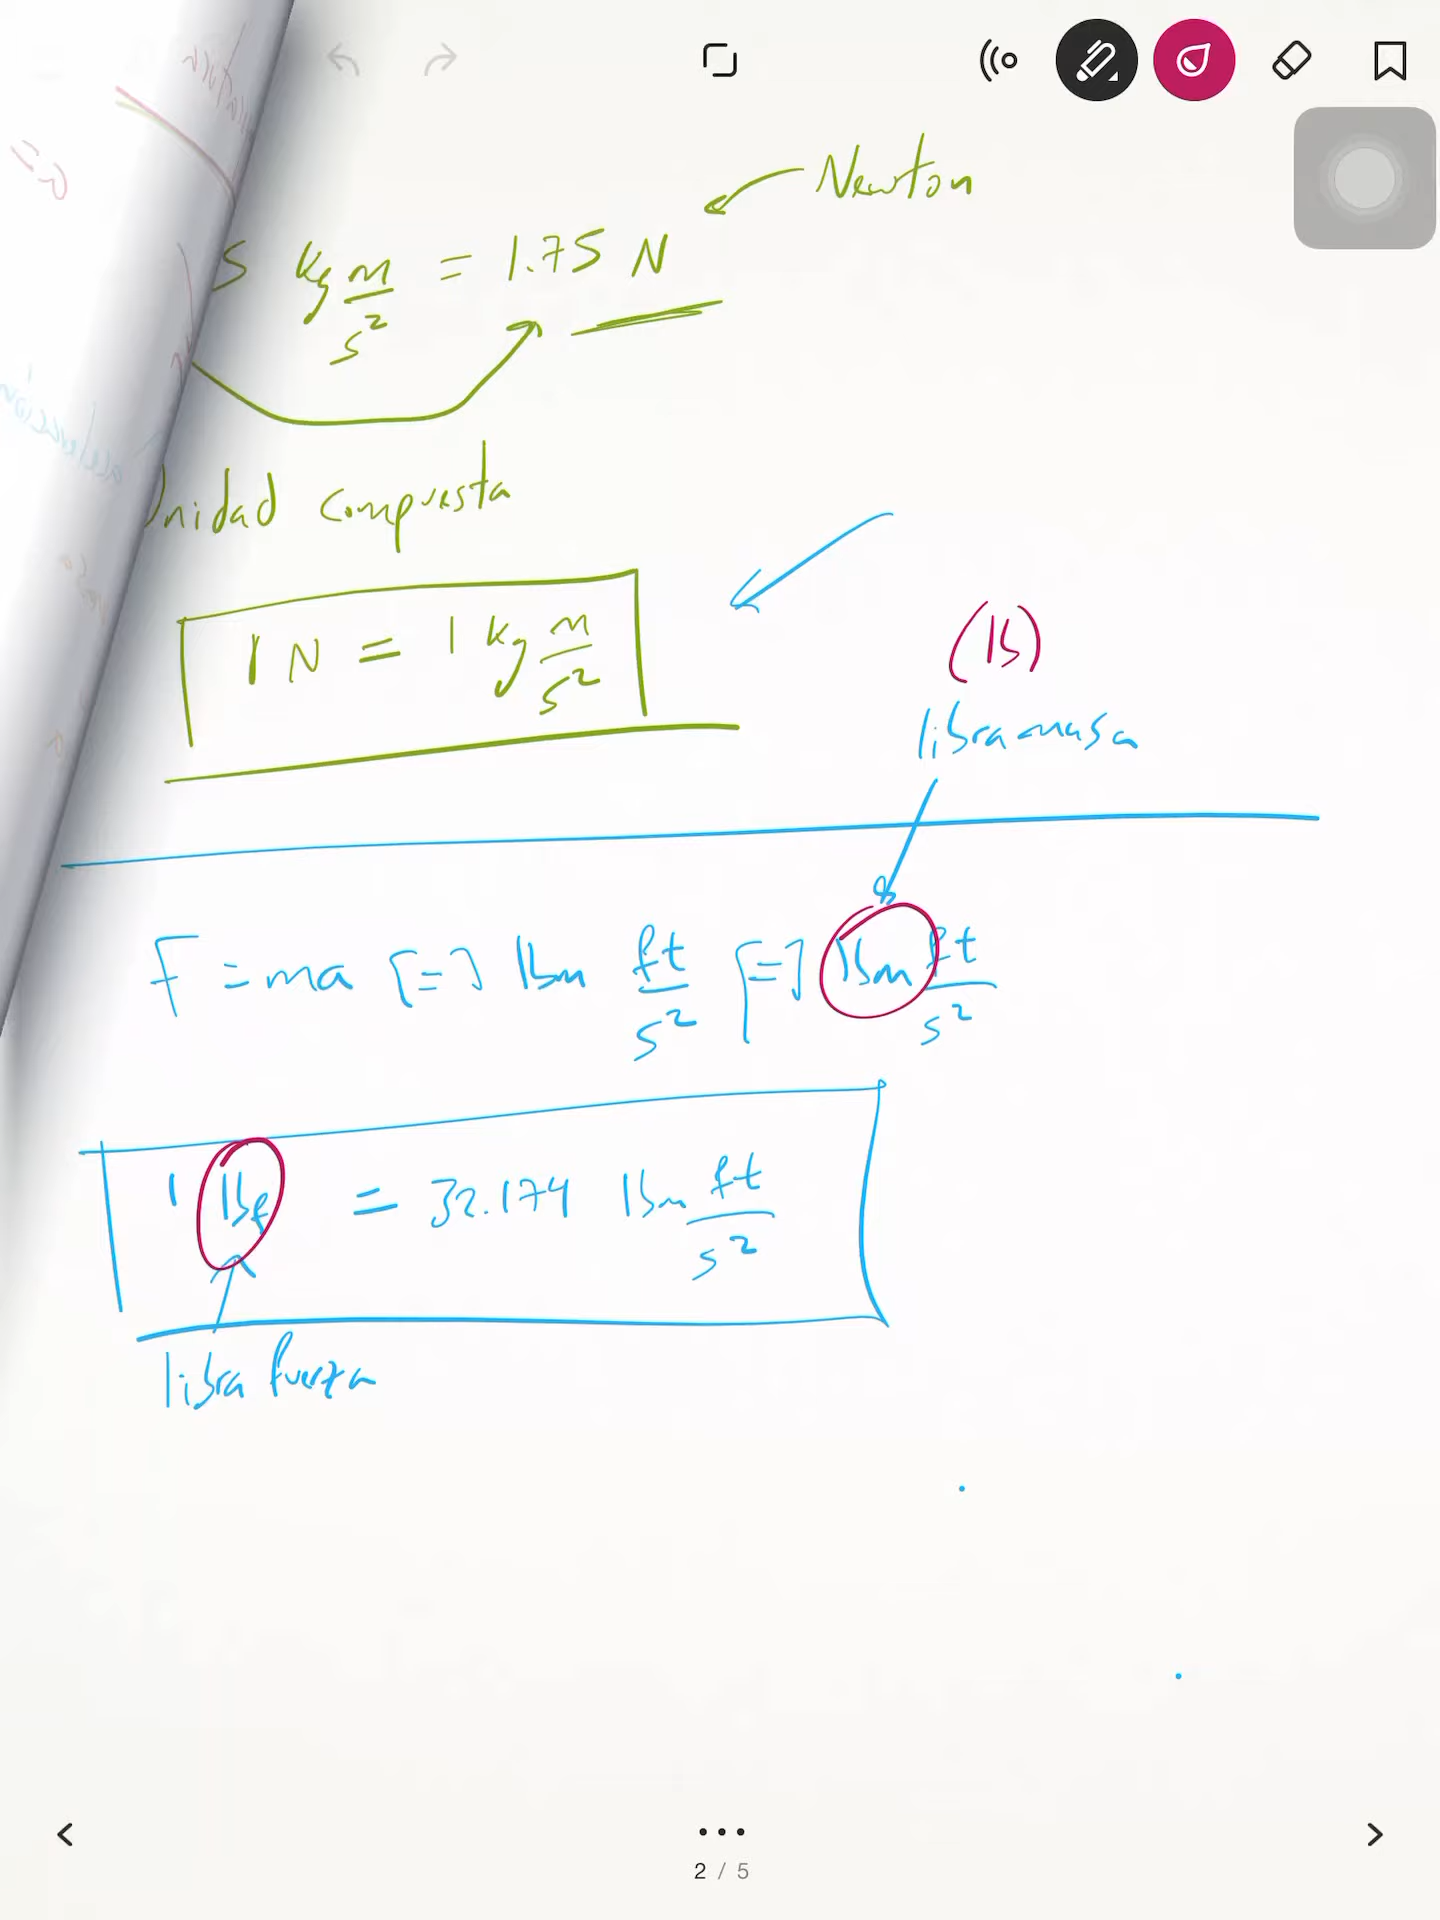 Newton
5 kg m/s² = 1.75 N
Unidad compuesta
1 N = 1 kg m/s²
(lb)
libra masa
F = ma [=] lbm ft/s² [=] lbm ft/s²
1 lbf = 32.174 lbm ft/s²
libra fuerza
2 / 5